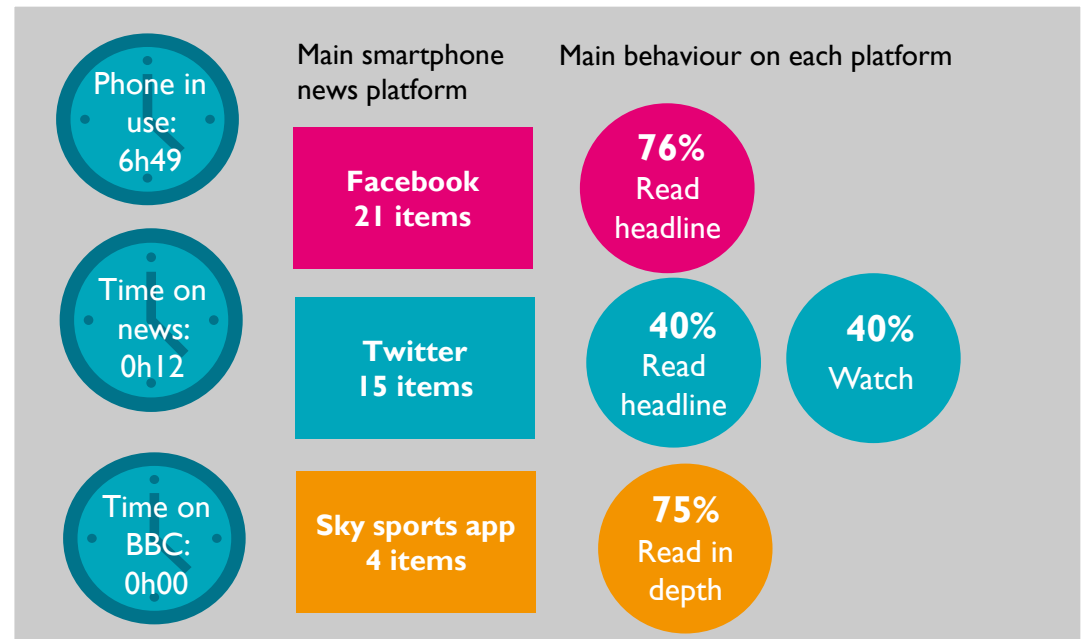 Phone in
use:
6h49
Time on
news:
0h12
Time on
BBC:
0h00
Main smartphone
news platform
Facebook
21 items
Twitter
15 items
Sky sports app
4 items
Main behaviour on each platform
76%
Read
headline
40%
Read
headline
40%
Watch
75%
Read in
depth